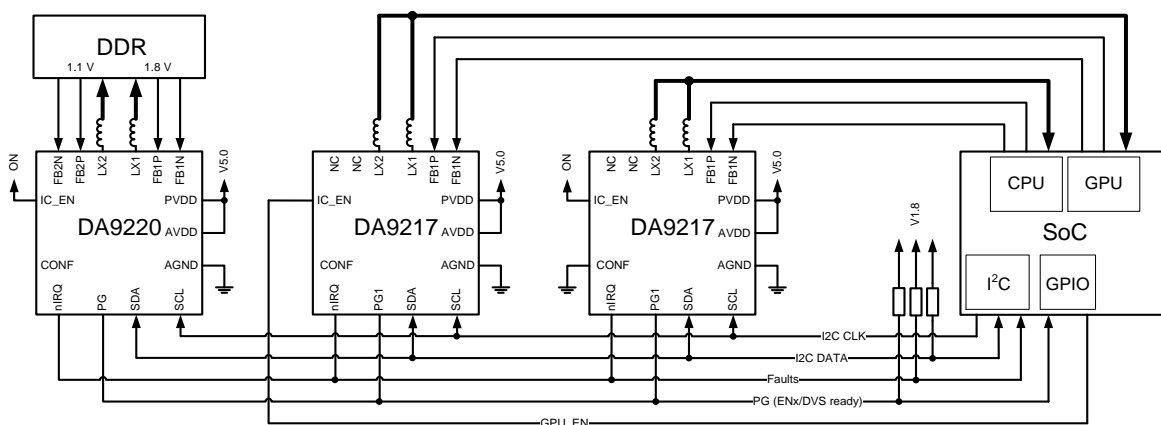 DDR
1.1 V 1.8 V
FB2N FB2P LX2 LX1 FB1P FB1N
ON
IC_EN
V5.0
PVDD
DA9220
AVDD
CONF
AGND
nIRQ PG SDA SCL
NC NC LX2 LX1 FB1P FB1N
IC_EN
V5.0
PVDD
DA9217
AVDD
CONF
AGND
nIRQ PG1 SDA SCL
NC NC LX2 LX1 FB1P FB1N
ON
IC_EN
V5.0
PVDD
DA9217
AVDD
CONF
AGND
nIRQ PG1 SDA SCL
V1.8
CPU GPU
SoC
I²C GPIO
I2C CLK
I2C DATA
Faults
PG (ENx/DVS ready)
GPU_EN